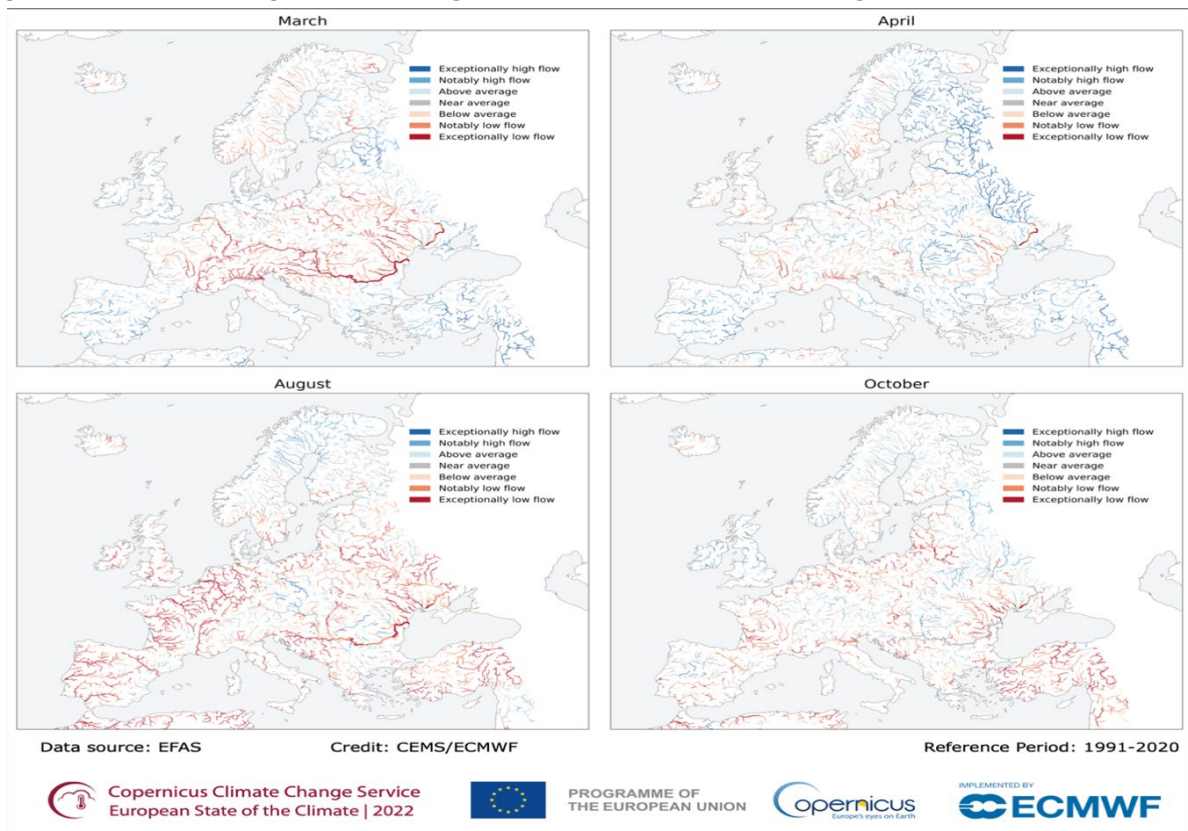 March
Exceptionally high flow
Notably high flow
Above average
Near average
Below average
Notably low flow
Exceptionally low flow
April
Exceptionally high flow
Notably high flow
Above average
Near average
Below average
Notably low flow
Exceptionally low flow
August
Exceptionally high flow
Notably high flow
Above average
Near average
Below average
Notably low flow
Exceptionally low flow
October
Exceptionally high flow
Notably high flow
Above average
Near average
Below average
Notably low flow
Exceptionally low flow
Data source: EFAS Credit: CEMS/ECMWF Reference Period: 1991-2020
Copernicus Climate Change Service
European State of the Climate | 2022
PROGRAMME OF
THE EUROPEAN UNION
opernicus
Europe's eyes on Earth
IMPLEMENTED BY
ECMWF